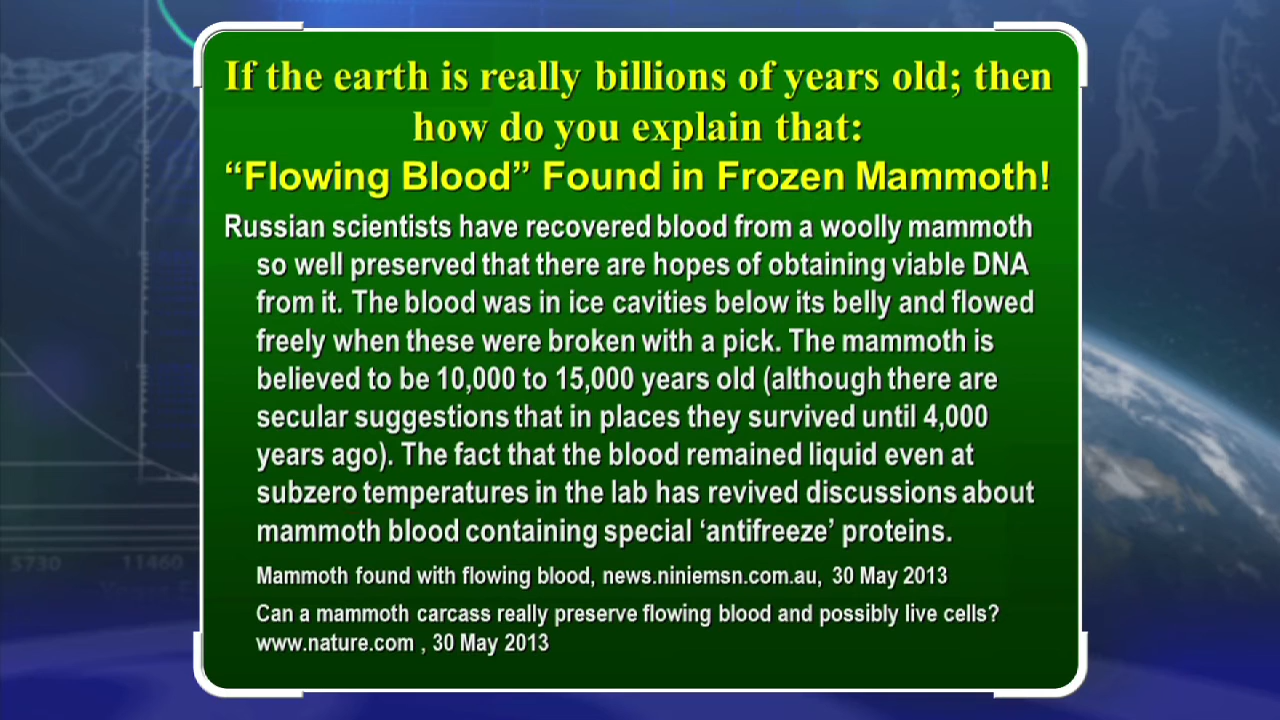 If the earth is really billions of years old; then
how do you explain that:
“Flowing Blood” Found in Frozen Mammoth!
Russian scientists have recovered blood from a woolly mammoth
so well preserved that there are hopes of obtaining viable DNA
from it. The blood was in ice cavities below its belly and flowed
freely when these were broken with a pick. The mammoth is
believed to be 10,000 to 15,000 years old (although there are
secular suggestions that in places they survived until 4,000
years ago). The fact that the blood remained liquid even at
subzero temperatures in the lab has revived discussions about
mammoth blood containing special ‘antifreeze’ proteins.
Mammoth found with flowing blood, news.niniemsn.com.au, 30 May 2013
Can a mammoth carcass really preserve flowing blood and possibly live cells?
www.nature.com , 30 May 2013
5730 11460